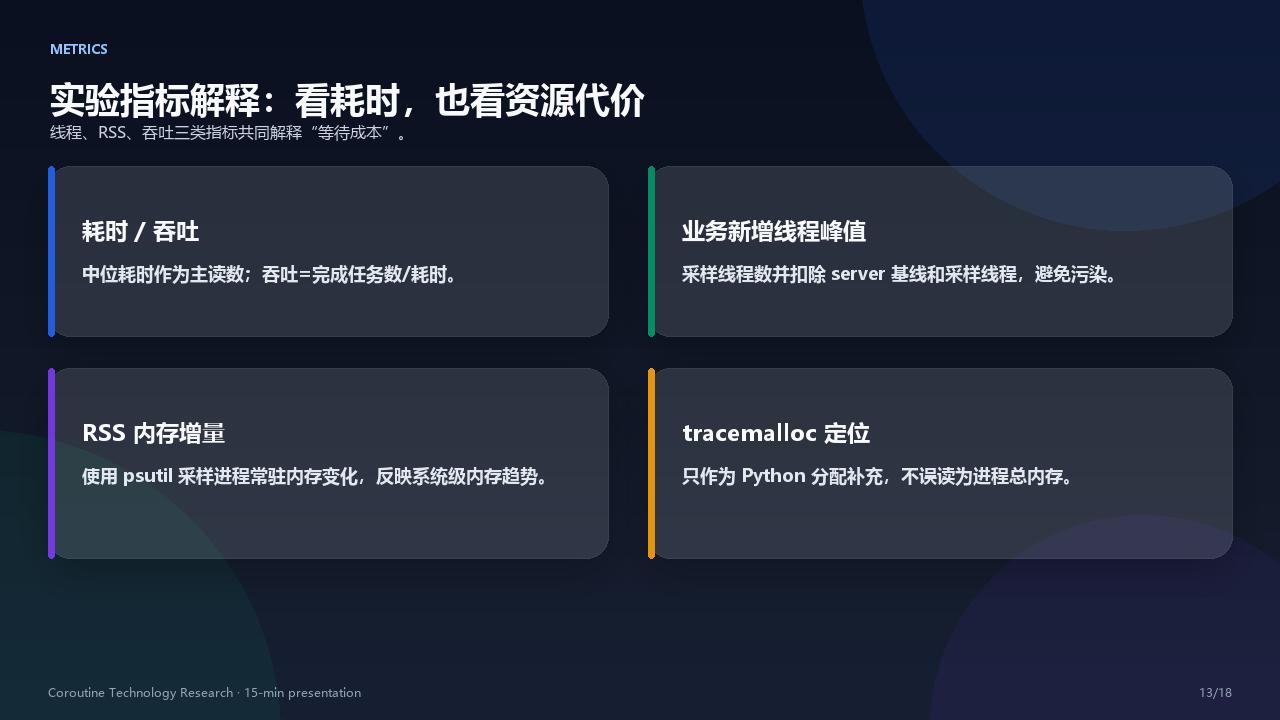 METRICS
实验指标解释：看耗时，也看资源代价
线程、RSS、吞吐三类指标共同解释“等待成本”。
耗时 / 吞吐
中位耗时作为主读数；吞吐=完成任务数/耗时。
业务新增线程峰值
采样线程数并扣除 server 基线和采样线程，避免污染。
RSS 内存增量
使用 psutil 采样进程常驻内存变化，反映系统级内存趋势。
tracemalloc 定位
只作为 Python 分配补充，不误读为进程总内存。
Coroutine Technology Research · 15-min presentation
13/18